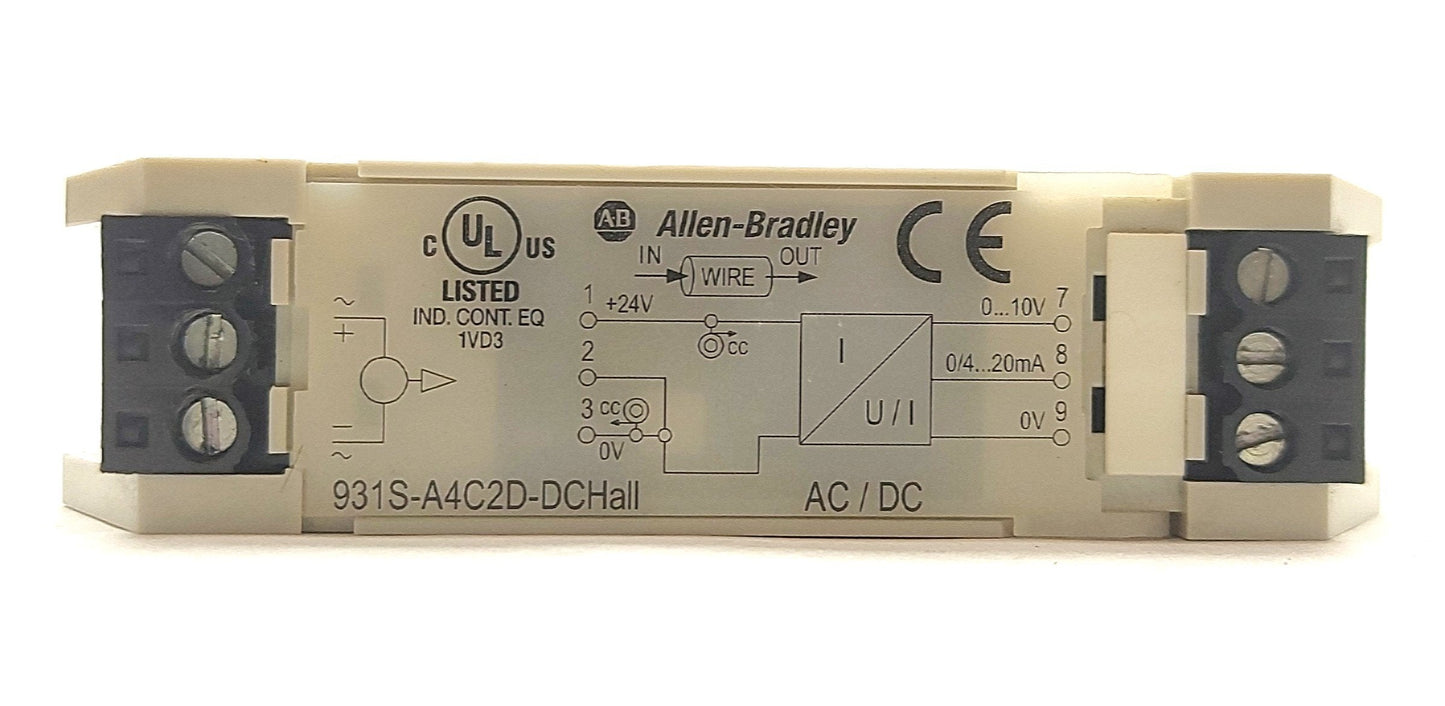 C UL US
LISTED
IND. CONT. EQ
1VD3
AB Allen-Bradley
CE
IN WIRE OUT
~
+
−
~
1 +24V
2
3 CC
0V
CC
I
U / I
0...10V 7
0/4...20mA 8
0V 9
931S-A4C2D-DCHall
AC / DC